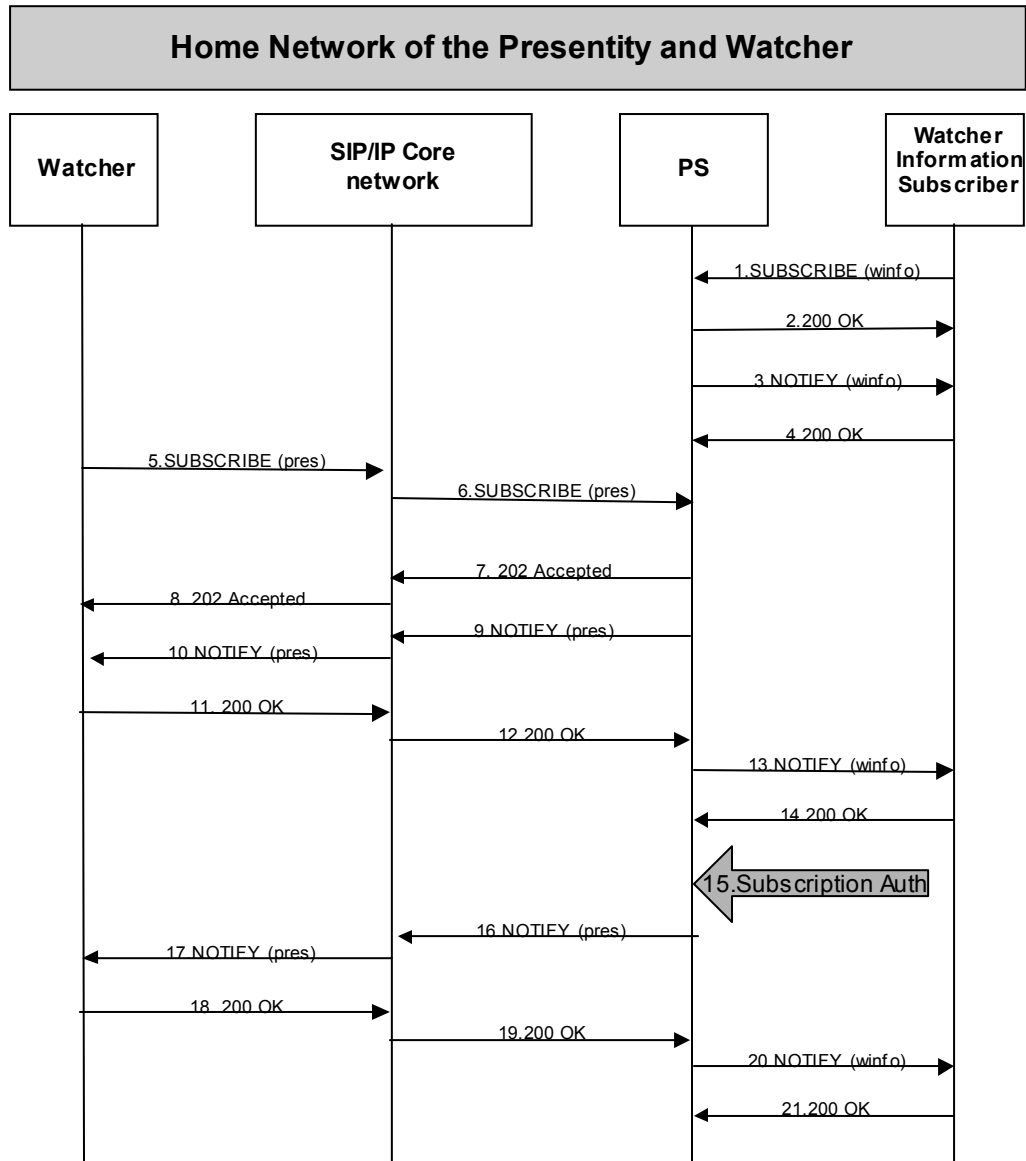 Home Network of the Presentity and Watcher
Watcher
SIP/IP Core
network
PS
Watcher
Information
Subscriber
1.SUBSCRIBE (winfo)
2.200 OK
3.NOTIFY (winfo)
4.200 OK
5.SUBSCRIBE (pres)
6.SUBSCRIBE (pres)
7. 202 Accepted
8. 202 Accepted
9.NOTIFY (pres)
10.NOTIFY (pres)
11. 200 OK
12.200 OK
13.NOTIFY (winfo)
14.200 OK
15.Subscription Auth
16.NOTIFY (pres)
17.NOTIFY (pres)
18. 200 OK
19.200 OK
20.NOTIFY (winfo)
21.200 OK